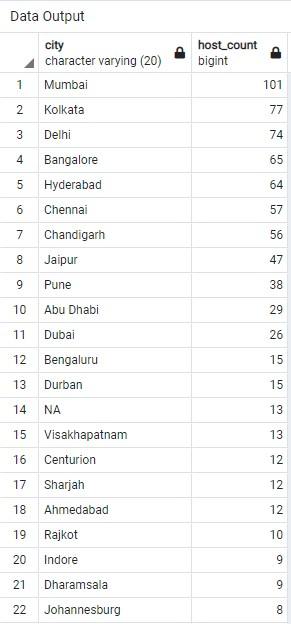 Data Output
city host_count
character varying (20) bigint
1 Mumbai 101
2 Kolkata 77
3 Delhi 74
4 Bangalore 65
5 Hyderabad 64
6 Chennai 57
7 Chandigarh 56
8 Jaipur 47
9 Pune 38
10 Abu Dhabi 29
11 Dubai 26
12 Bengaluru 15
13 Durban 15
14 NA 13
15 Visakhapatnam 13
16 Centurion 12
17 Sharjah 12
18 Ahmedabad 12
19 Rajkot 10
20 Indore 9
21 Dharamsala 9
22 Johannesburg 8